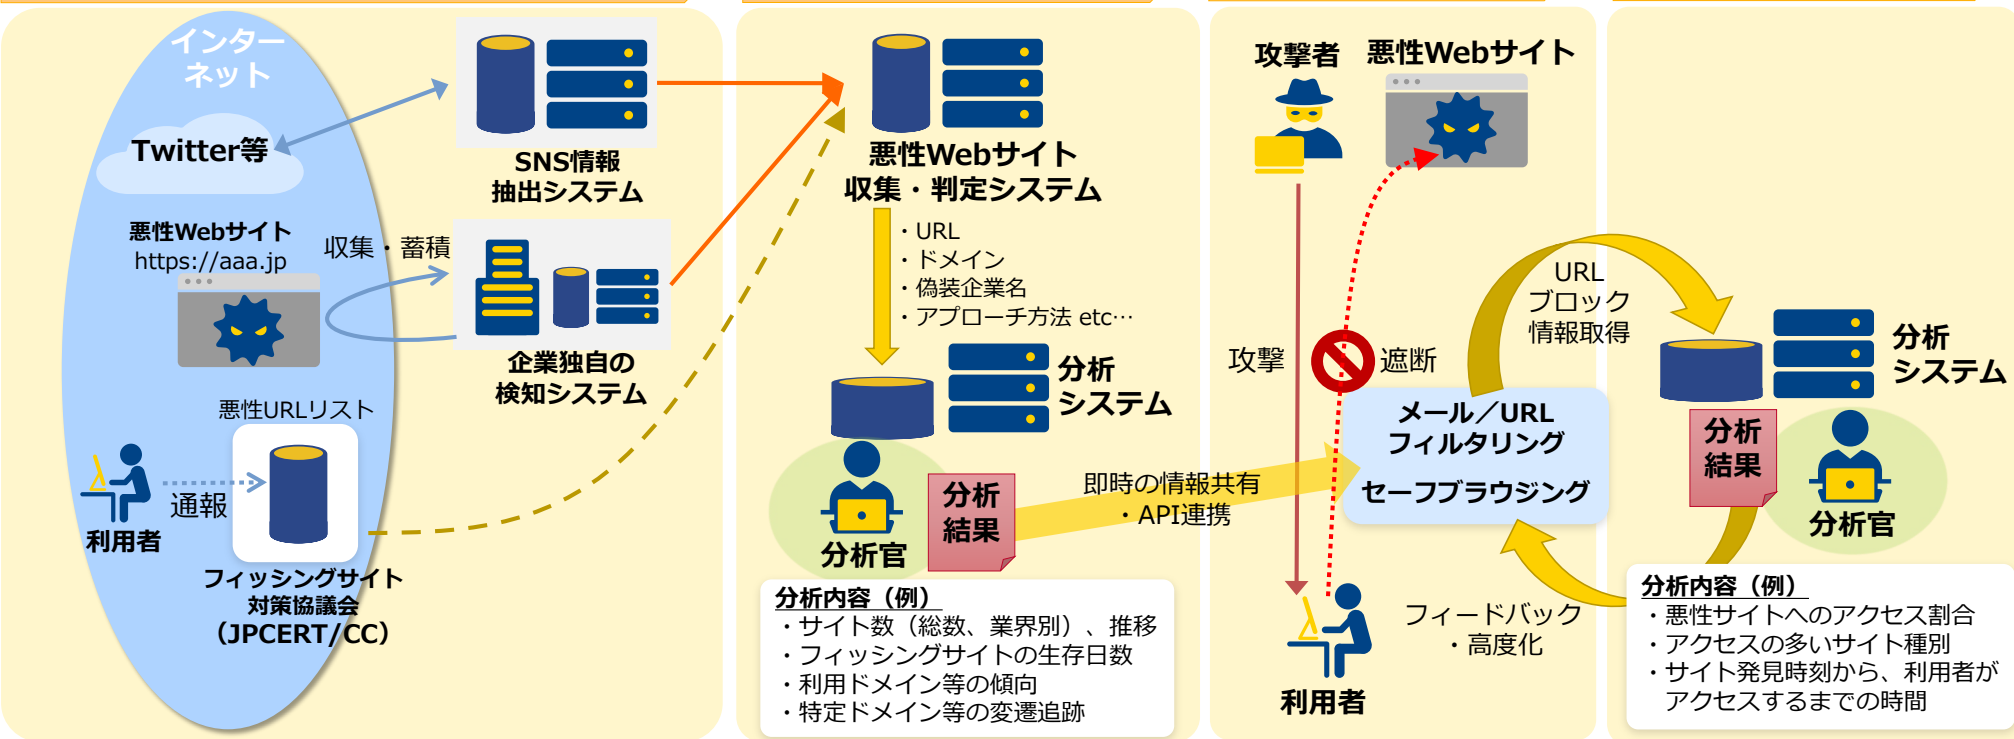 インター
ネット
Twitter等
悪性Webサイト
https://aaa.jp
収集・蓄積
SNS情報
抽出システム
企業独自の
検知システム
悪性URLリスト
通報
利用者
フィッシングサイト
対策協議会
（JPCERT/CC）
悪性Webサイト
収集・判定システム
・URL
・ドメイン
・偽装企業名
・アプローチ方法 etc…
分析
システム
分析官
分析
結果
即時の情報共有
・API連携
分析内容（例）
・サイト数（総数、業界別）、推移
・フィッシングサイトの生存日数
・利用ドメイン等の傾向
・特定ドメイン等の変遷追跡
攻撃者
悪性Webサイト
攻撃
遮断
メール／URL
フィルタリング
セーフブラウジング
利用者
URL
ブロック
情報取得
フィードバック
・高度化
分析
システム
分析
結果
分析官
分析内容（例）
・悪性サイトへのアクセス割合
・アクセスの多いサイト種別
・サイト発見時刻から、利用者が
アクセスするまでの時間